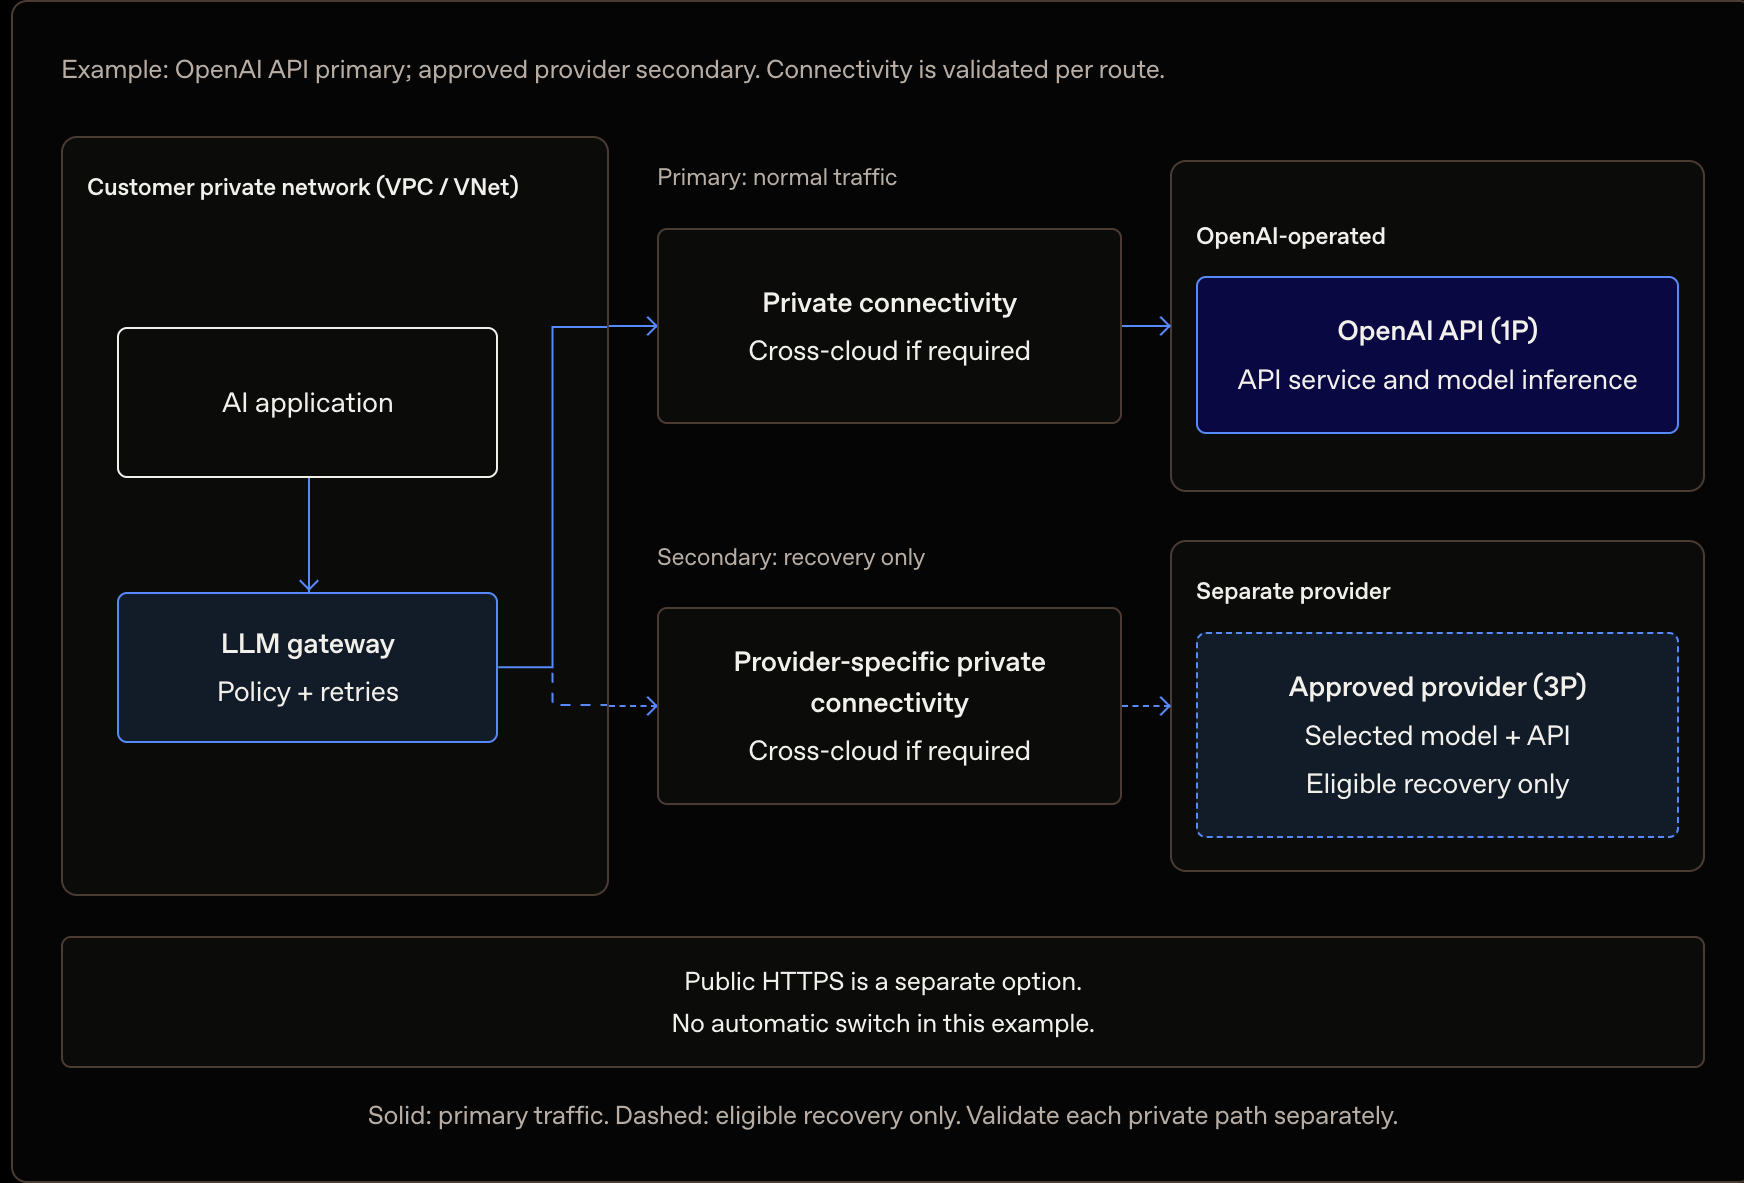 Example: OpenAI API primary; approved provider secondary. Connectivity is validated per route.
Customer private network (VPC / VNet)
AI application
LLM gateway
Policy + retries
Primary: normal traffic
Private connectivity
Cross-cloud if required
OpenAI-operated
OpenAI API (1P)
API service and model inference
Secondary: recovery only
Provider-specific private
connectivity
Cross-cloud if required
Separate provider
Approved provider (3P)
Selected model + API
Eligible recovery only
Public HTTPS is a separate option.
No automatic switch in this example.
Solid: primary traffic. Dashed: eligible recovery only. Validate each private path separately.